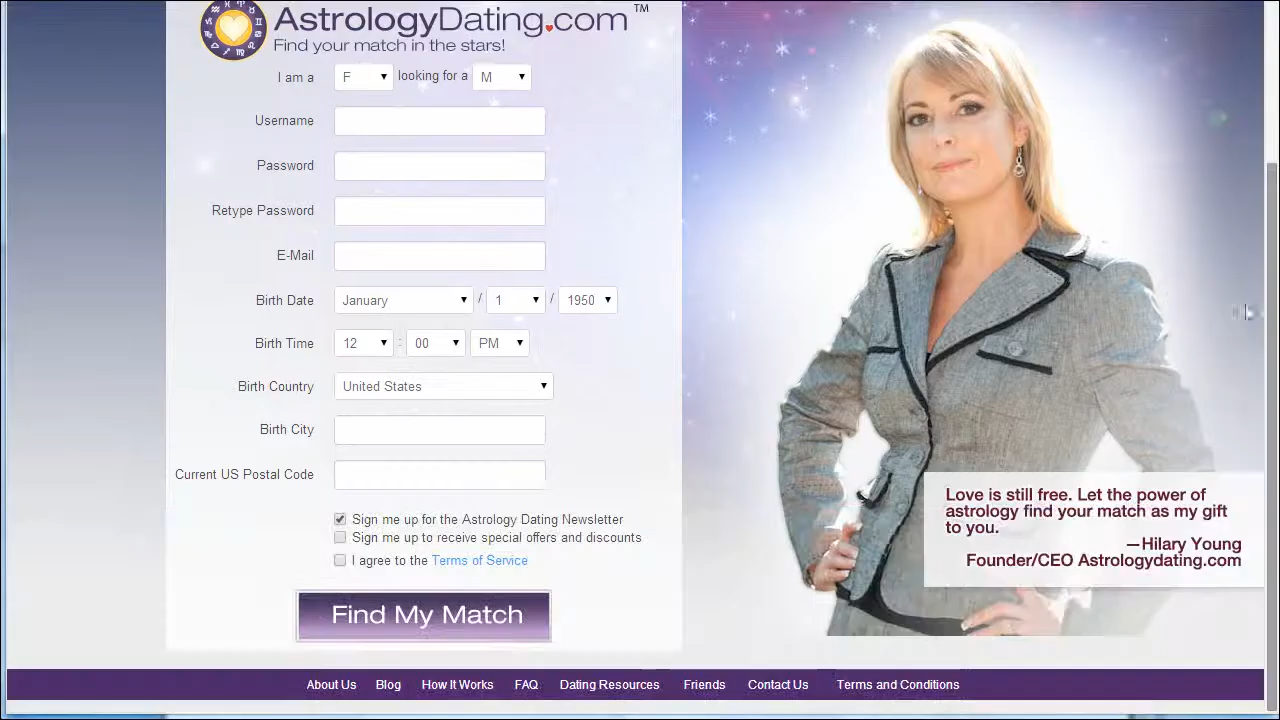 AstrologyDating.com ™
Find your match in the stars!
I am a F looking for a M
Username
Password
Retype Password
E-Mail
Birth Date January / 1 / 1950
Birth Time 12 : 00 PM
Birth Country United States
Birth City
Current US Postal Code
Sign me up for the Astrology Dating Newsletter
Sign me up to receive special offers and discounts
I agree to the Terms of Service
Find My Match
Love is still free. Let the power of
astrology find your match as my gift
to you.
—Hilary Young
Founder/CEO Astrologydating.com
About Us Blog How It Works FAQ Dating Resources Friends Contact Us Terms and Conditions